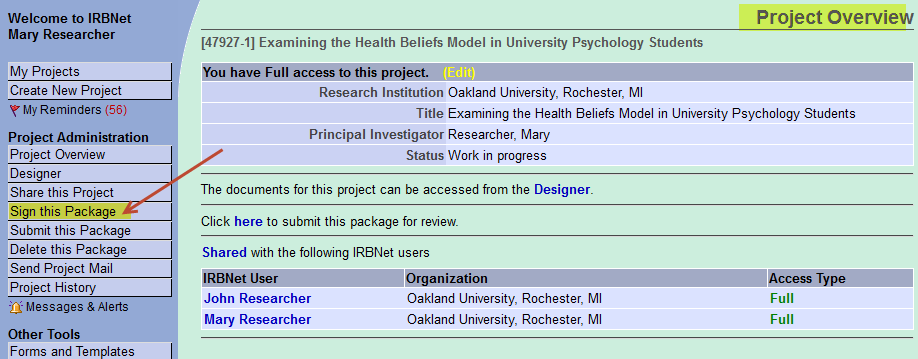 Welcome to IRBNet
Mary Researcher
My Projects
Create New Project
My Reminders (56)
Project Administration
Project Overview
Designer
Share this Project
Sign this Package
Submit this Package
Delete this Package
Send Project Mail
Project History
Messages & Alerts
Other Tools
Forms and Templates
Project Overview
[47927-1] Examining the Health Beliefs Model in University Psychology Students
You have Full access to this project. (Edit)
Research Institution Oakland University, Rochester, MI
Title Examining the Health Beliefs Model in University Psychology Students
Principal Investigator Researcher, Mary
Status Work in progress
The documents for this project can be accessed from the Designer.
Click here to submit this package for review.
Shared with the following IRBNet users
IRBNet User Organization Access Type
John Researcher Oakland University, Rochester, MI Full
Mary Researcher Oakland University, Rochester, MI Full